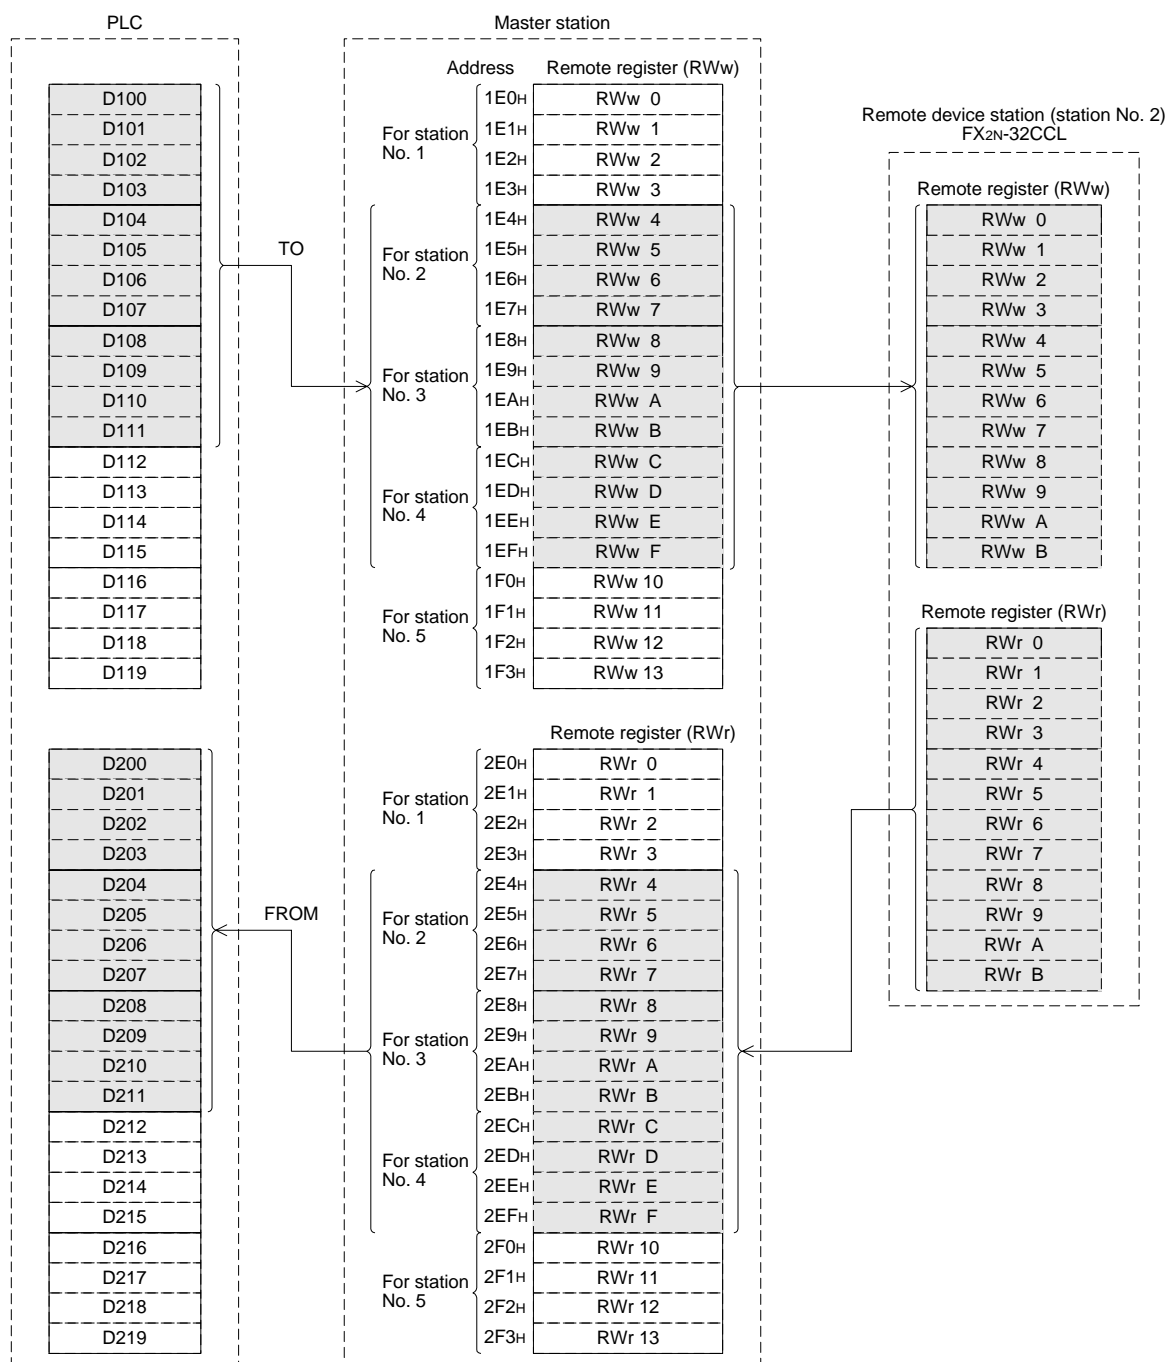 PLC
Master station
Address
Remote register (RWw)
D100
D101
D102
D103
D104
D105
D106
D107
D108
D109
D110
D111
D112
D113
D114
D115
D116
D117
D118
D119
TO
For station
No. 1
For station
No. 2
For station
No. 3
For station
No. 4
For station
No. 5
1E0H RWw 0
1E1H RWw 1
1E2H RWw 2
1E3H RWw 3
1E4H RWw 4
1E5H RWw 5
1E6H RWw 6
1E7H RWw 7
1E8H RWw 8
1E9H RWw 9
1EAH RWw A
1EBH RWw B
1ECH RWw C
1EDH RWw D
1EEH RWw E
1EFH RWw F
1F0H RWw 10
1F1H RWw 11
1F2H RWw 12
1F3H RWw 13
Remote device station (station No. 2)
FX2N-32CCL
Remote register (RWw)
RWw 0
RWw 1
RWw 2
RWw 3
RWw 4
RWw 5
RWw 6
RWw 7
RWw 8
RWw 9
RWw A
RWw B
Remote register (RWr)
RWr 0
RWr 1
RWr 2
RWr 3
RWr 4
RWr 5
RWr 6
RWr 7
RWr 8
RWr 9
RWr A
RWr B
D200
D201
D202
D203
D204
D205
D206
D207
D208
D209
D210
D211
D212
D213
D214
D215
D216
D217
D218
D219
FROM
Remote register (RWr)
For station
No. 1
For station
No. 2
For station
No. 3
For station
No. 4
For station
No. 5
2E0H RWr 0
2E1H RWr 1
2E2H RWr 2
2E3H RWr 3
2E4H RWr 4
2E5H RWr 5
2E6H RWr 6
2E7H RWr 7
2E8H RWr 8
2E9H RWr 9
2EAH RWr A
2EBH RWr B
2ECH RWr C
2EDH RWr D
2EEH RWr E
2EFH RWr F
2F0H RWr 10
2F1H RWr 11
2F2H RWr 12
2F3H RWr 13